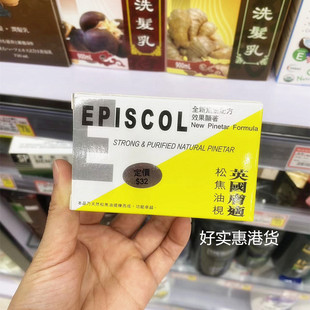 洗髮乳
洗髮乳
EPISCOL
全新
配方
效果顯著
New Pinetar Formula
E
STRONG & PURIFIED NATURAL PINETAR
定價
$32
英國膚適
松焦油梘
好实惠港货